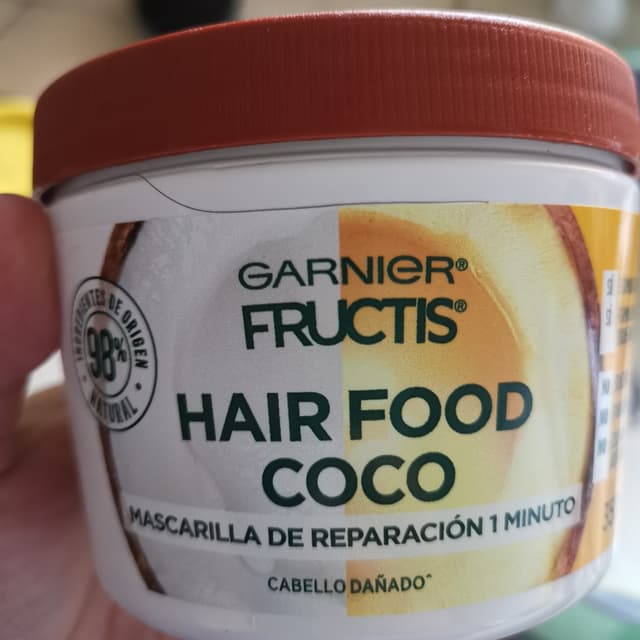 GARNIER®
FRUCTIS®
INGREDIENTES DE ORIGEN
98%
NATURAL
HAIR FOOD
COCO
MASCARILLA DE REPARACIÓN 1 MINUTO
CABELLO DAÑADO^